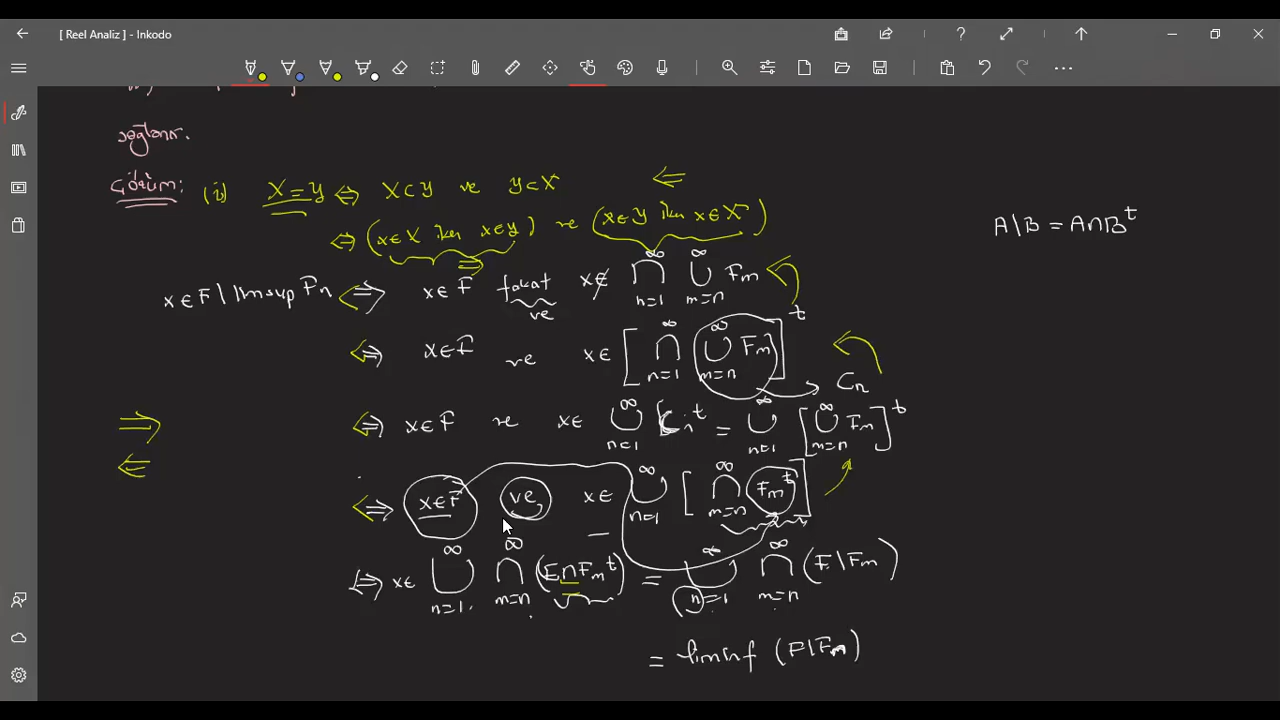 [ Reel Analiz ] - Inkodo
sağlanır.
Çözüm: (i) X = Y ⇔ X⊂Y ve Y⊂X ⇐
⇔ (x∈X iken x∈Y) ve (x∈Y iken x∈X)
A\B = A∩B^t
x∈F\limsup Fn ⇔ x∈F fakat x∉ ⋂_{n=1}^∞ ⋃_{m=n}^∞ Fm
ve
⇔ x∈F ve x∈ [⋂_{n=1}^∞ ⋃_{m=n}^∞ Fm]^t
Cn
⇔ x∈F ve x∈ ⋃_{n=1}^∞ Cn^t = ⋃_{n=1}^∞ [⋃_{m=n}^∞ Fm]^t
⇒
⇐
⇔ x∈F ve x∈ ⋃_{n=1}^∞ [⋂_{m=n}^∞ Fm^t]
⇔ x∈ ⋃_{n=1}^∞ ⋂_{m=n}^∞ (F∩Fm^t) = ⋃_{n=1}^∞ ⋂_{m=n}^∞ (F\Fm)
= liminf (F\Fn)